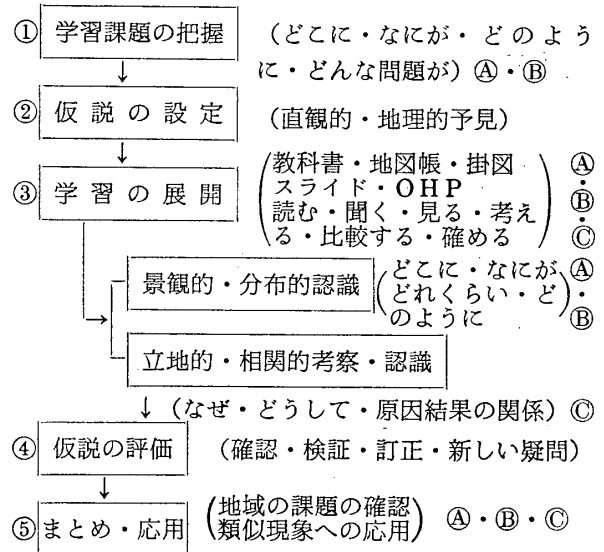 ① 学習課題の把握 (どこに・なにが・どのよう
に・どんな問題が) Ⓐ・Ⓑ
② 仮説の設定 (直観的・地理的予見)
③ 学習の展開
教科書・地図帳・掛図
スライド・OHP
読む・聞く・見る・考え
る・比較する・確める
Ⓐ・Ⓑ・Ⓒ
景観的・分布的認識
どこに・なにが
どれくらい・ど
のように
Ⓐ・Ⓑ
立地的・相関的考察・認識
(なぜ・どうして・原因結果の関係) Ⓒ
④ 仮説の評価 (確認・検証・訂正・新しい疑問)
⑤ まとめ・応用
地域の課題の確認
類似現象への応用
Ⓐ・Ⓑ・Ⓒ